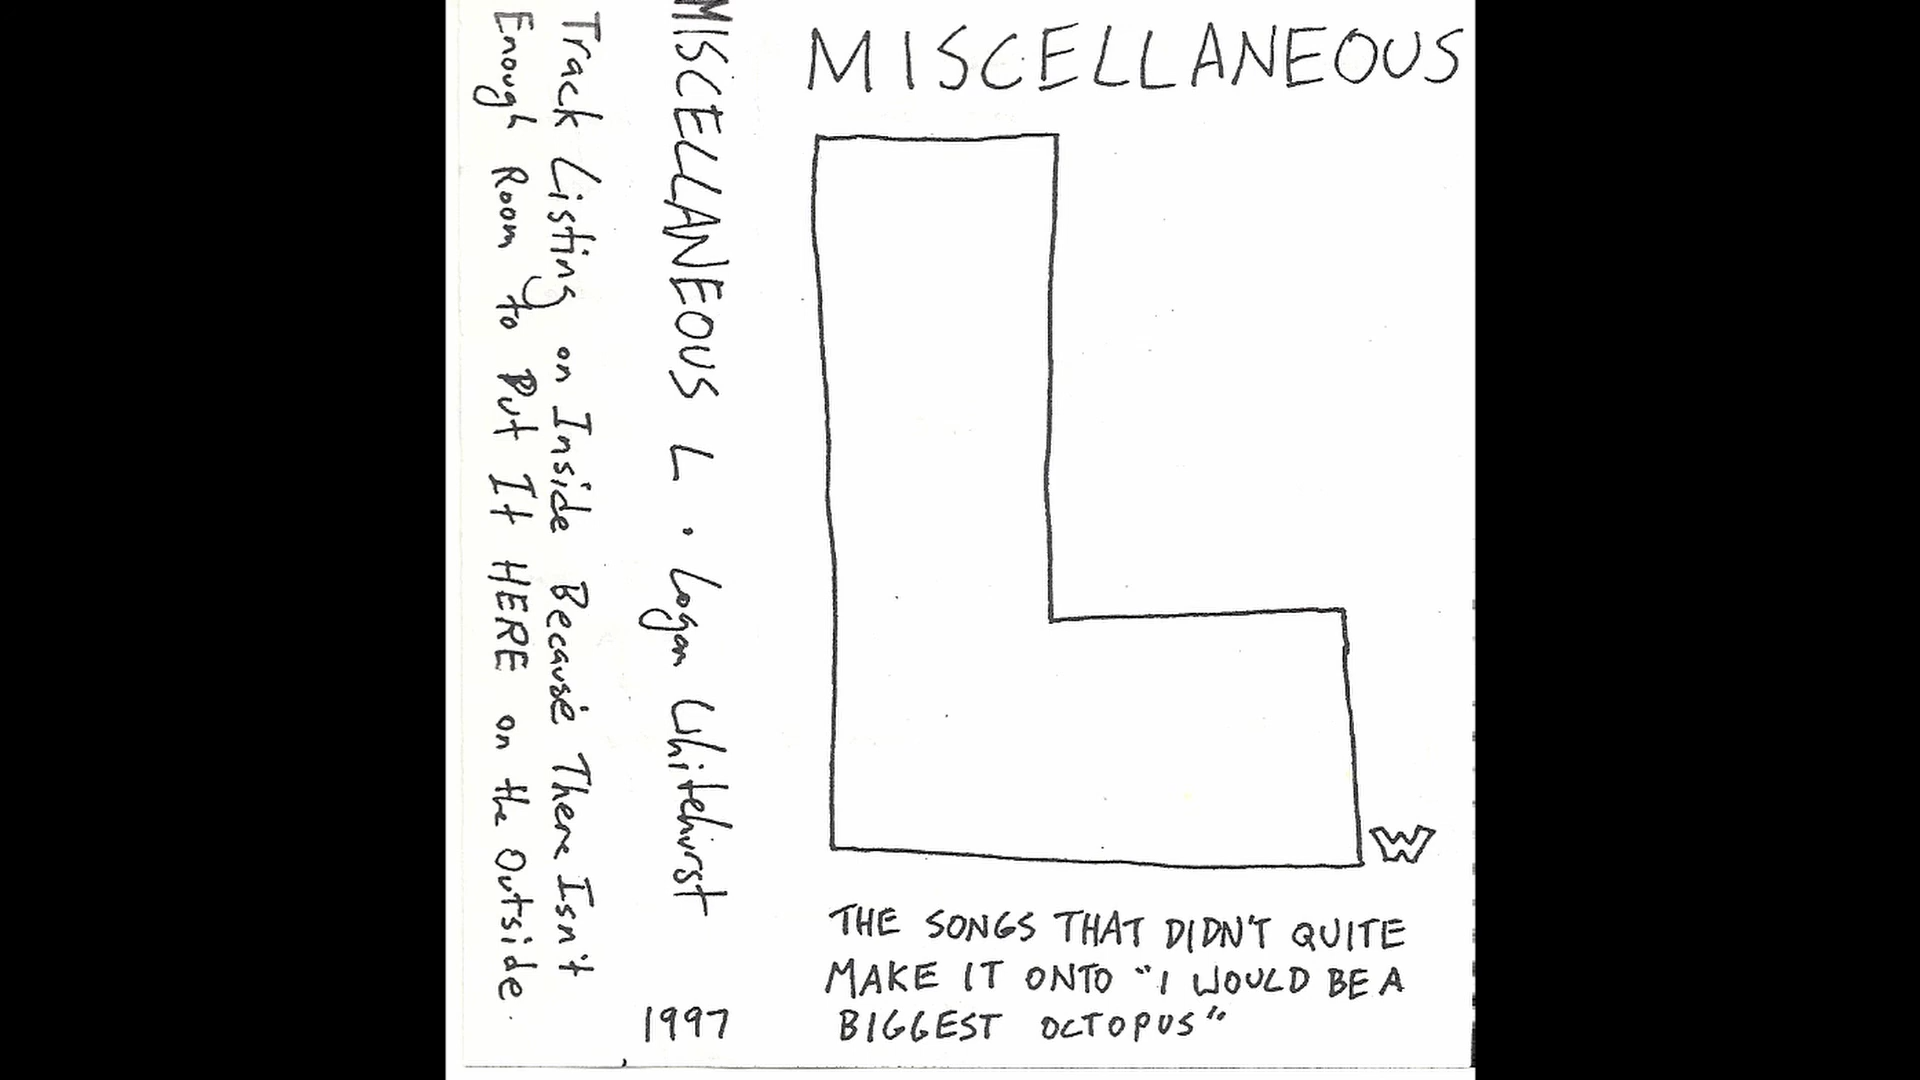 Track Listing on Inside Because There Isn't
Enough Room to Put It HERE on the Outside.
MISCELLANEOUS L · Logan Whitehurst
1997
MISCELLANEOUS
L
W
THE SONGS THAT DIDN'T QUITE
MAKE IT ONTO "I WOULD BE A
BIGGEST OCTOPUS"